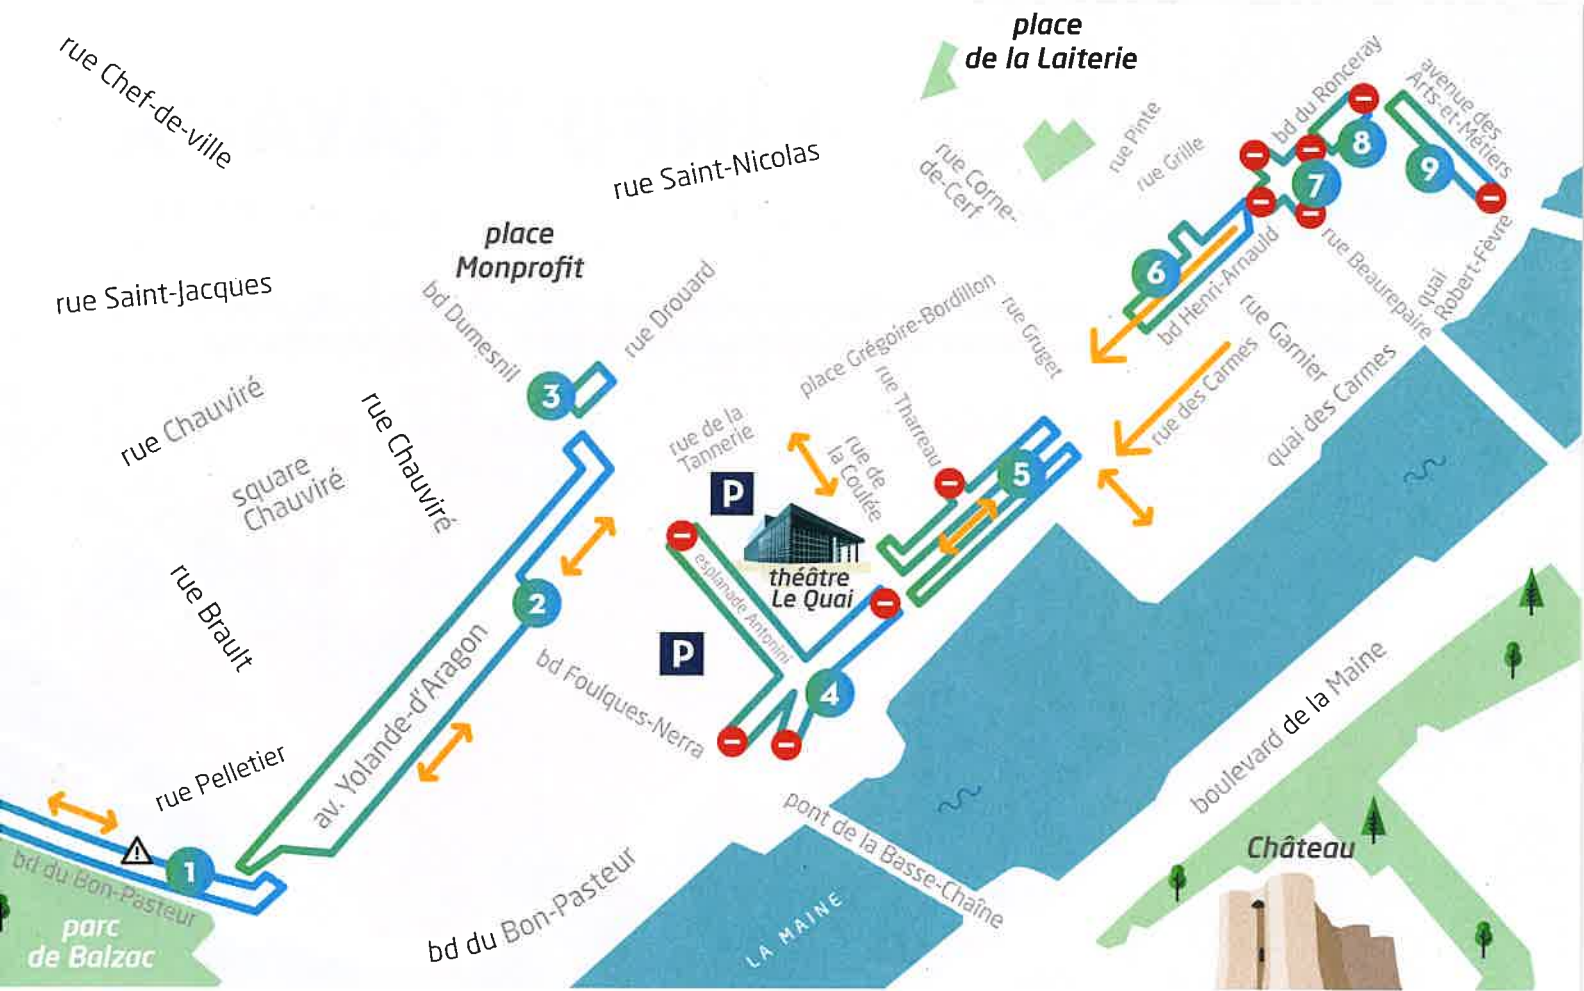 place
de la Laiterie
rue Chef-de-ville
bd du Ronceray
avenue des
Arts-et-Métiers
rue Pinte
rue Grille
rue Corne-
de-Cerf
rue Saint-Nicolas
8
9
7
place
Monprofit
6
bd Henri-Arnauld
rue Beaurepaire
quai
Robert-Fèvre
rue Saint-Jacques
bd Dumesnil
rue Drouard
place Grégoire-Bordillon
rue Gruget
rue Garnier
rue des Carmes
quai des Carmes
3
rue Chauviré
rue Chauviré
square
Chauviré
rue de la
Tannerie
rue de
la Coulée
rue Tharreau
5
P
théâtre
Le Quai
esplanade Antonini
rue Brault
2
P
av. Yolande-d'Aragon
bd Foulques-Nerra
4
rue Pelletier
boulevard de la Maine
pont de la Basse-Chaîne
1
bd du Bon-Pasteur
Château
parc
de Balzac
bd du Bon-Pasteur
LA MAINE